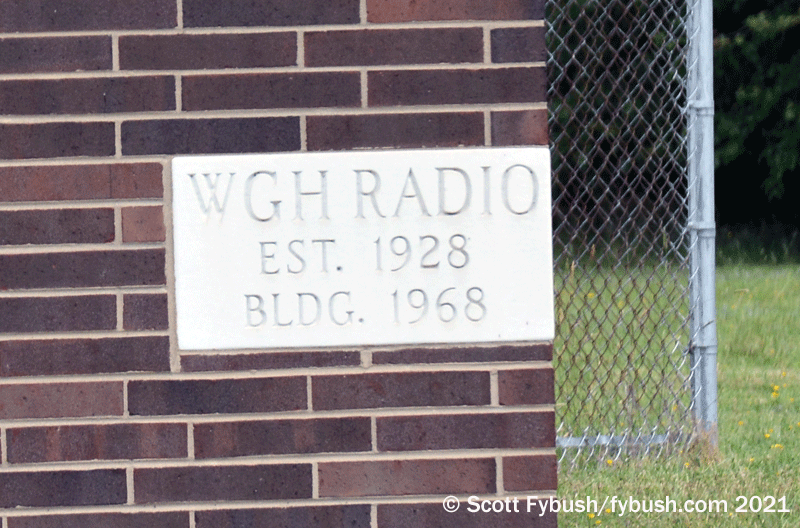 WGH RADIO
EST. 1928
BLDG. 1968
© Scott Fybush/fybush.com 2021